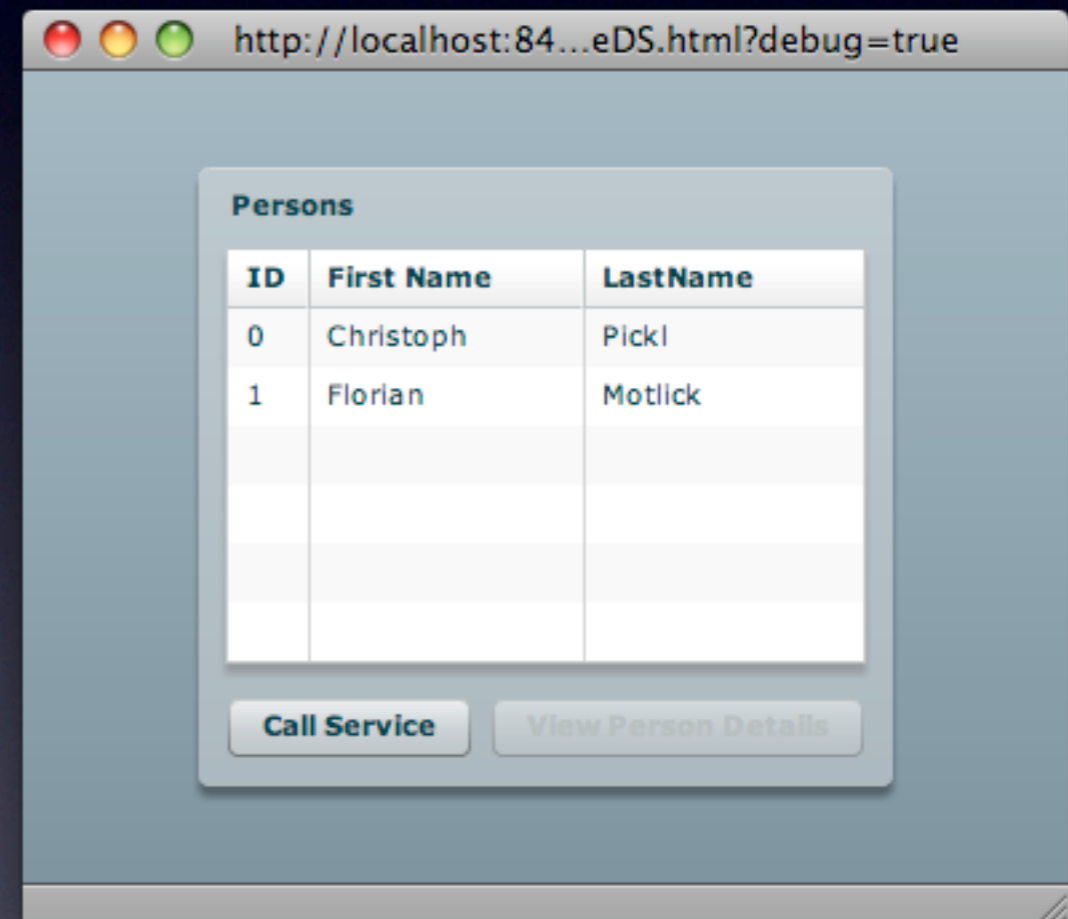 http://localhost:84...eDS.html?debug=true
Persons
ID First Name LastName
0 Christoph Pickl
1 Florian Motlick
Call Service View Person Details